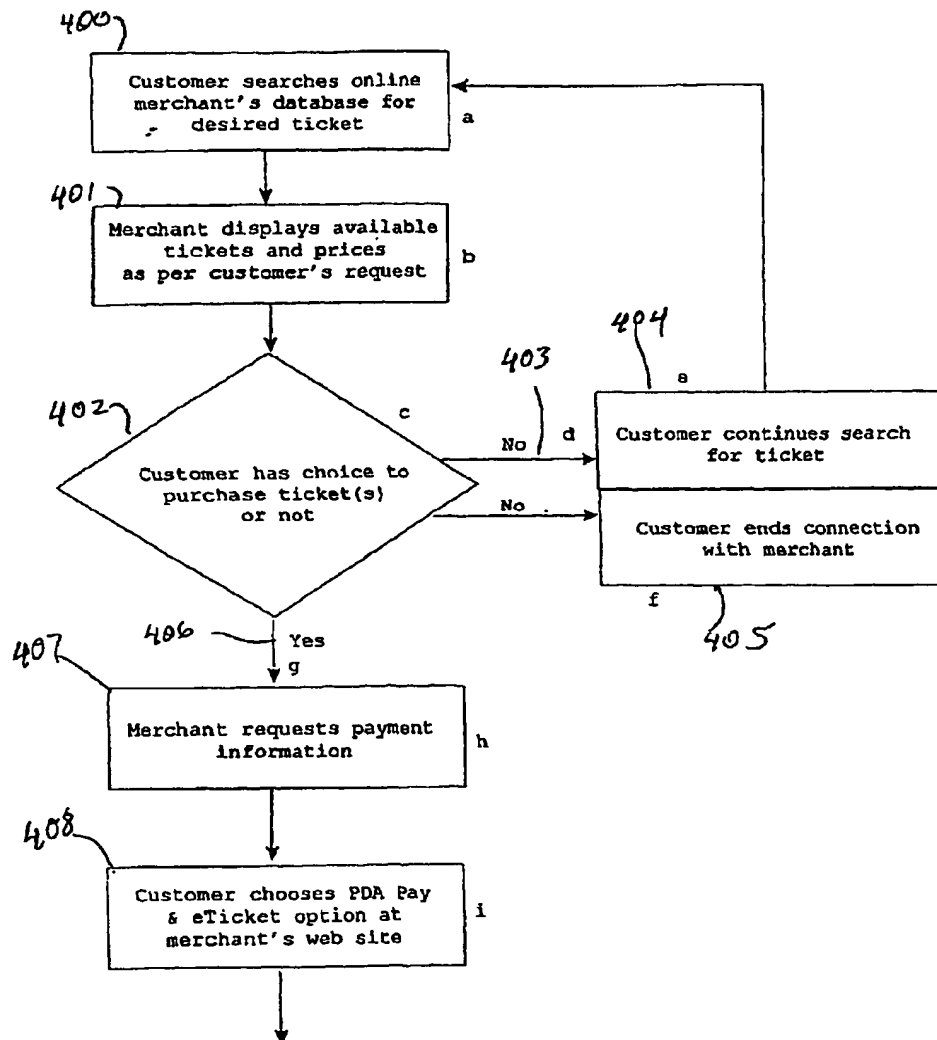 400
Customer searches online
merchant's database for
desired ticket
a
401
Merchant displays available
tickets and prices
as per customer's request
b
402
c
Customer has choice to
purchase ticket(s)
or not
403
No
d
404
e
Customer continues search
for ticket
No
Customer ends connection
with merchant
f
405
406
Yes
g
407
Merchant requests payment
information
h
408
Customer chooses PDA Pay
& eTicket option at
merchant's web site
i